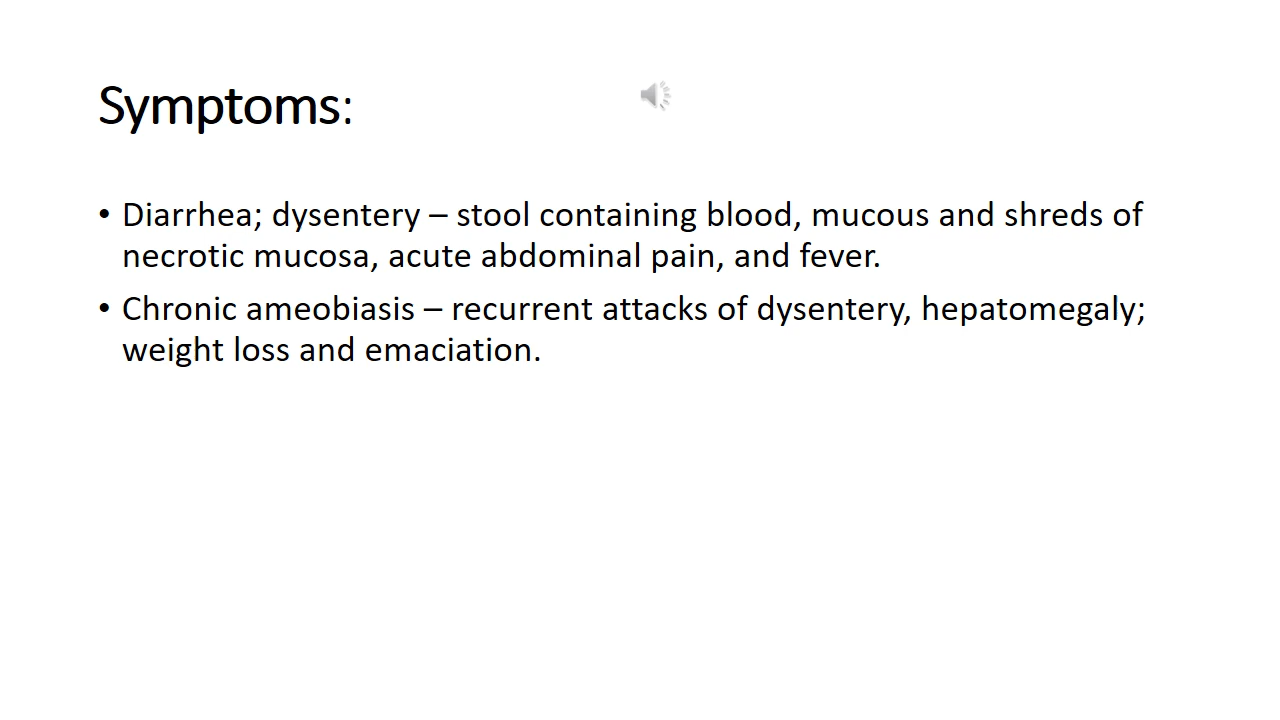 Symptoms:
• Diarrhea; dysentery – stool containing blood, mucous and shreds of
necrotic mucosa, acute abdominal pain, and fever.
• Chronic ameobiasis – recurrent attacks of dysentery, hepatomegaly;
weight loss and emaciation.